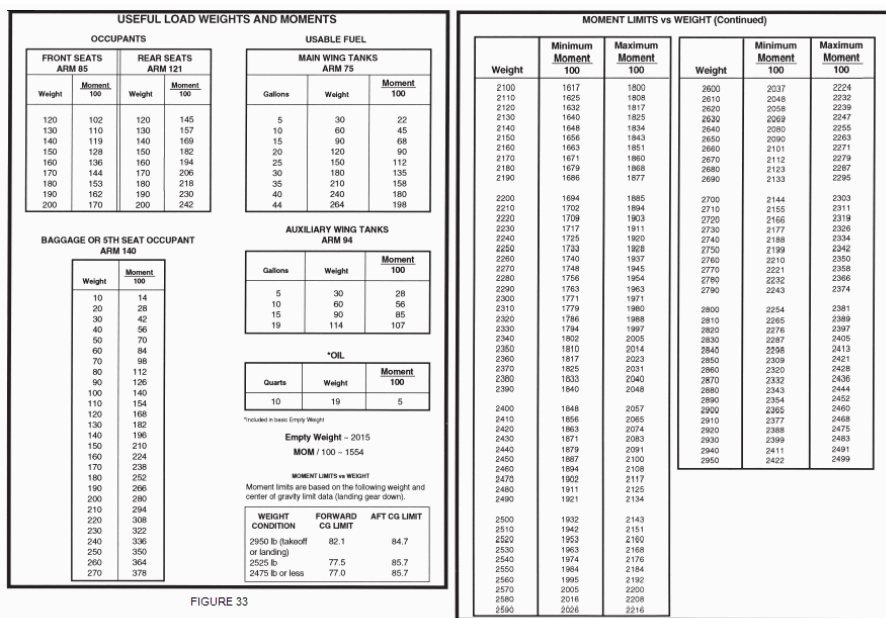 USEFUL LOAD WEIGHTS AND MOMENTS
OCCUPANTS
FRONT SEATS REAR SEATS
ARM 85 ARM 121
Weight Moment 100 Weight Moment 100
120 102 120 145
130 110 130 157
140 119 140 169
150 128 150 182
160 136 160 194
170 144 170 206
180 153 180 218
190 162 190 230
200 170 200 242
BAGGAGE OR 5TH SEAT OCCUPANT
ARM 140
Weight Moment 100
10 14
20 28
30 42
40 56
50 70
60 84
70 98
80 112
90 126
100 140
110 154
120 168
130 182
140 196
150 210
160 224
170 238
180 252
190 266
200 280
210 294
220 308
230 322
240 336
250 350
260 364
270 378
USABLE FUEL
MAIN WING TANKS
ARM 75
Gallons Weight Moment 100
5 30 22
10 60 45
15 90 68
20 120 90
25 150 112
30 180 135
35 210 158
40 240 180
44 264 198
AUXILIARY WING TANKS
ARM 94
Gallons Weight Moment 100
5 30 28
10 60 56
15 90 85
19 114 107
*OIL
Quarts Weight Moment 100
10 19 5
*Included in basic Empty Weight
Empty Weight ~ 2015
MOM / 100 ~ 1554
MOMENT LIMITS vs WEIGHT
Moment limits are based on the following weight and
center of gravity limit data (landing gear down).
WEIGHT FORWARD AFT CG LIMIT
CONDITION CG LIMIT
2950 lb (takeoff 82.1 84.7
or landing)
2525 lb 77.5 85.7
2475 lb or less 77.0 85.7
FIGURE 33
MOMENT LIMITS vs WEIGHT (Continued)
Weight Minimum Moment 100 Maximum Moment 100
2100 1617 1800
2110 1625 1808
2120 1632 1817
2130 1640 1825
2140 1648 1834
2150 1656 1843
2160 1663 1851
2170 1671 1860
2180 1679 1868
2190 1686 1877
2200 1694 1885
2210 1702 1894
2220 1709 1903
2230 1717 1911
2240 1725 1920
2250 1733 1928
2260 1740 1937
2270 1748 1945
2280 1756 1954
2290 1763 1963
2300 1771 1971
2310 1779 1980
2320 1786 1988
2330 1794 1997
2340 1802 2005
2350 1810 2014
2360 1817 2023
2370 1825 2031
2380 1833 2040
2390 1840 2048
2400 1848 2057
2410 1856 2065
2420 1863 2074
2430 1871 2083
2440 1879 2091
2450 1887 2100
2460 1894 2108
2470 1902 2117
2480 1911 2125
2490 1921 2134
2500 1932 2143
2510 1942 2151
2520 1953 2160
2530 1963 2168
2540 1974 2176
2550 1984 2184
2560 1995 2192
2570 2005 2200
2580 2016 2208
2590 2026 2216
Weight Minimum Moment 100 Maximum Moment 100
2600 2037 2224
2610 2048 2232
2620 2058 2239
2630 2069 2247
2640 2080 2255
2650 2090 2263
2660 2101 2271
2670 2112 2279
2680 2123 2287
2690 2133 2295
2700 2144 2303
2710 2155 2311
2720 2166 2319
2730 2177 2326
2740 2188 2334
2750 2199 2342
2760 2210 2350
2770 2221 2358
2780 2232 2366
2790 2243 2374
2800 2254 2381
2810 2265 2389
2820 2276 2397
2830 2287 2405
2840 2298 2413
2850 2309 2421
2860 2320 2428
2870 2332 2436
2880 2343 2444
2890 2354 2452
2900 2365 2460
2910 2377 2468
2920 2388 2475
2930 2399 2483
2940 2411 2491
2950 2422 2499